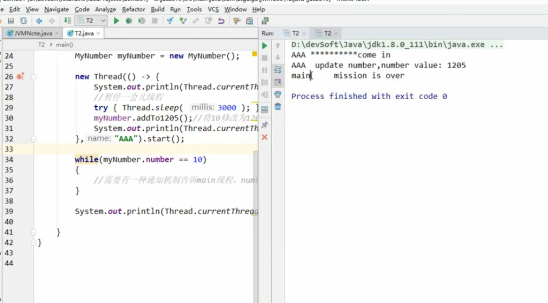 File Edit View Navigate Code Analyze Refactor Build Run Tools VCS Window Help
T2
JVMNote.java T2.java
T2 main()
24 MyNumber myNumber = new MyNumber();
25
26 new Thread(() -> {
27 System.out.println(Thread.currentT
28 //暂停一会儿线程
29 try { Thread.sleep( millis: 3000 ); }
30 myNumber.addTo1205();//将10修改为12
31 System.out.println(Thread.currentT
32 }, name: "AAA").start();
33
34 while(myNumber.number == 10)
35 {
36 //需要有一种通知机制告诉main线程，num
37 }
38
39 System.out.println(Thread.currentThrea
40
41 }
42 }
43
44
Run: T2 T2
D:\devSoft\Java\jdk1.8.0_111\bin\java.exe ...
AAA **********come in
AAA update number,number value: 1205
main mission is over
Process finished with exit code 0